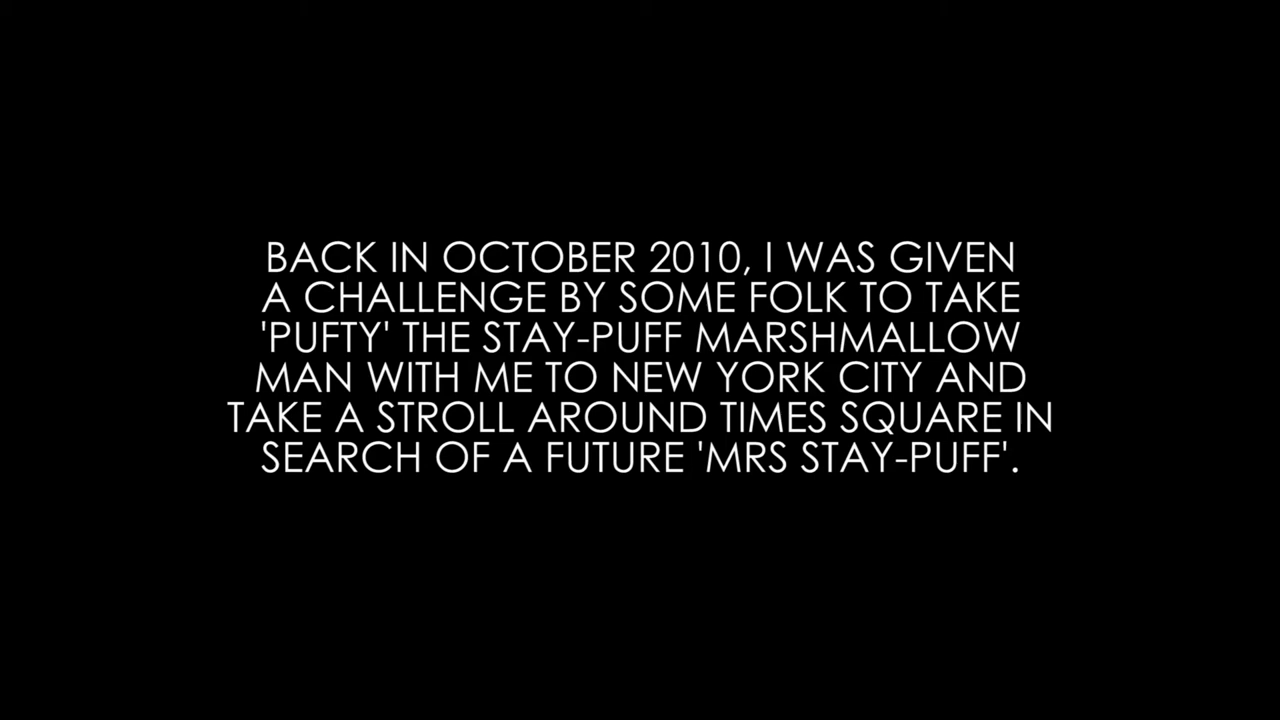 BACK IN OCTOBER 2010, I WAS GIVEN
A CHALLENGE BY SOME FOLK TO TAKE
'PUFTY' THE STAY-PUFF MARSHMALLOW
MAN WITH ME TO NEW YORK CITY AND
TAKE A STROLL AROUND TIMES SQUARE IN
SEARCH OF A FUTURE 'MRS STAY-PUFF'.